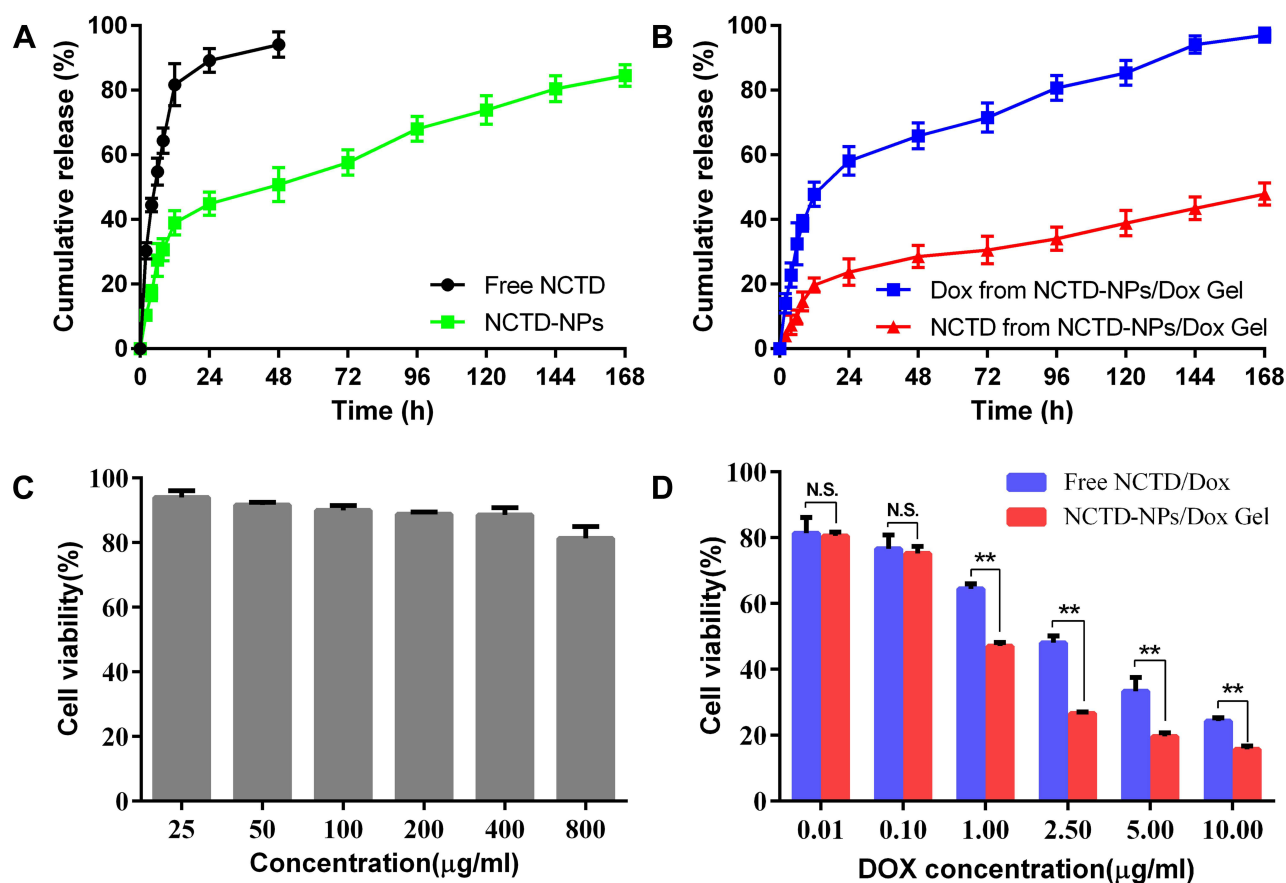 A
Cumulative release (%)
100
80
60
40
20
0
Free NCTD
NCTD-NPs
0 24 48 72 96 120 144 168
Time (h)
B
Cumulative release (%)
100
80
60
40
20
0
Dox from NCTD-NPs/Dox Gel
NCTD from NCTD-NPs/Dox Gel
0 24 48 72 96 120 144 168
Time (h)
C
Cell viability(%)
100
80
60
40
20
0
25 50 100 200 400 800
Concentration(μg/ml)
D
Cell viability(%)
100
80
60
40
20
0
Free NCTD/Dox
NCTD-NPs/Dox Gel
N.S.
N.S.
**
**
**
**
0.01 0.10 1.00 2.50 5.00 10.00
DOX concentration(μg/ml)